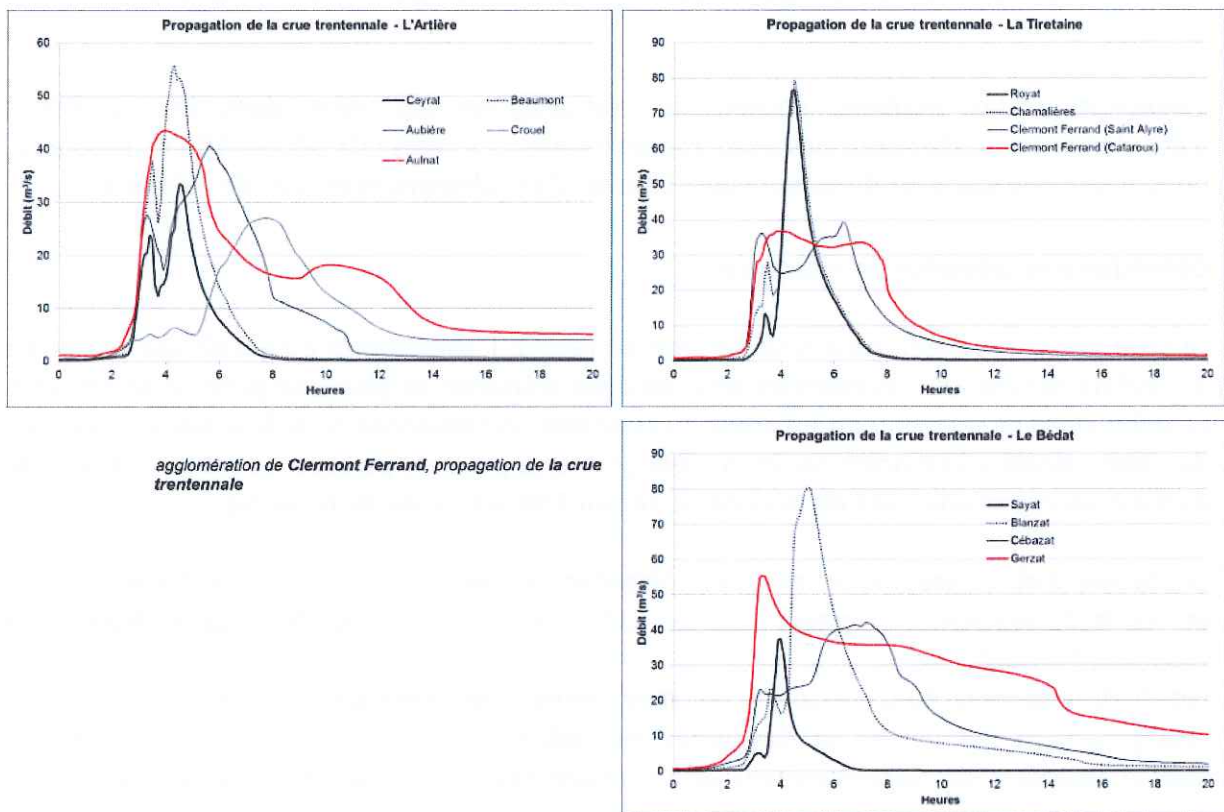 Propagation de la crue trentennale - L'Artière
60
50
40
30
20
10
0
Débit (m³/s)
Ceyrat
Beaumont
Aubière
Crouel
Aulnat
0 2 4 6 8 10 12 14 16 18 20
Heures
Propagation de la crue trentennale - La Tiretaine
90
80
70
60
50
40
30
20
10
0
Débit (m³/s)
Royat
Chamalières
Clermont Ferrand (Saint Alyre)
Clermont Ferrand (Cataroux)
0 2 4 6 8 10 12 14 16 18 20
Heures
agglomération de Clermont Ferrand, propagation de la crue
trentennale
Propagation de la crue trentennale - Le Bédat
90
80
70
60
50
40
30
20
10
0
Débit (m³/s)
Sayat
Blanzat
Cébazat
Gerzat
0 2 4 6 8 10 12 14 16 18 20
Heures